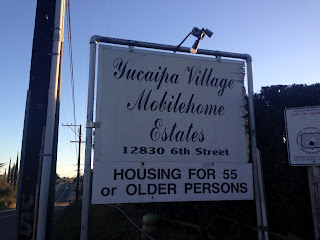 Yucaipa Village
Mobilehome
Estates
12830 6th Street
HOUSING FOR 55
or OLDER PERSONS